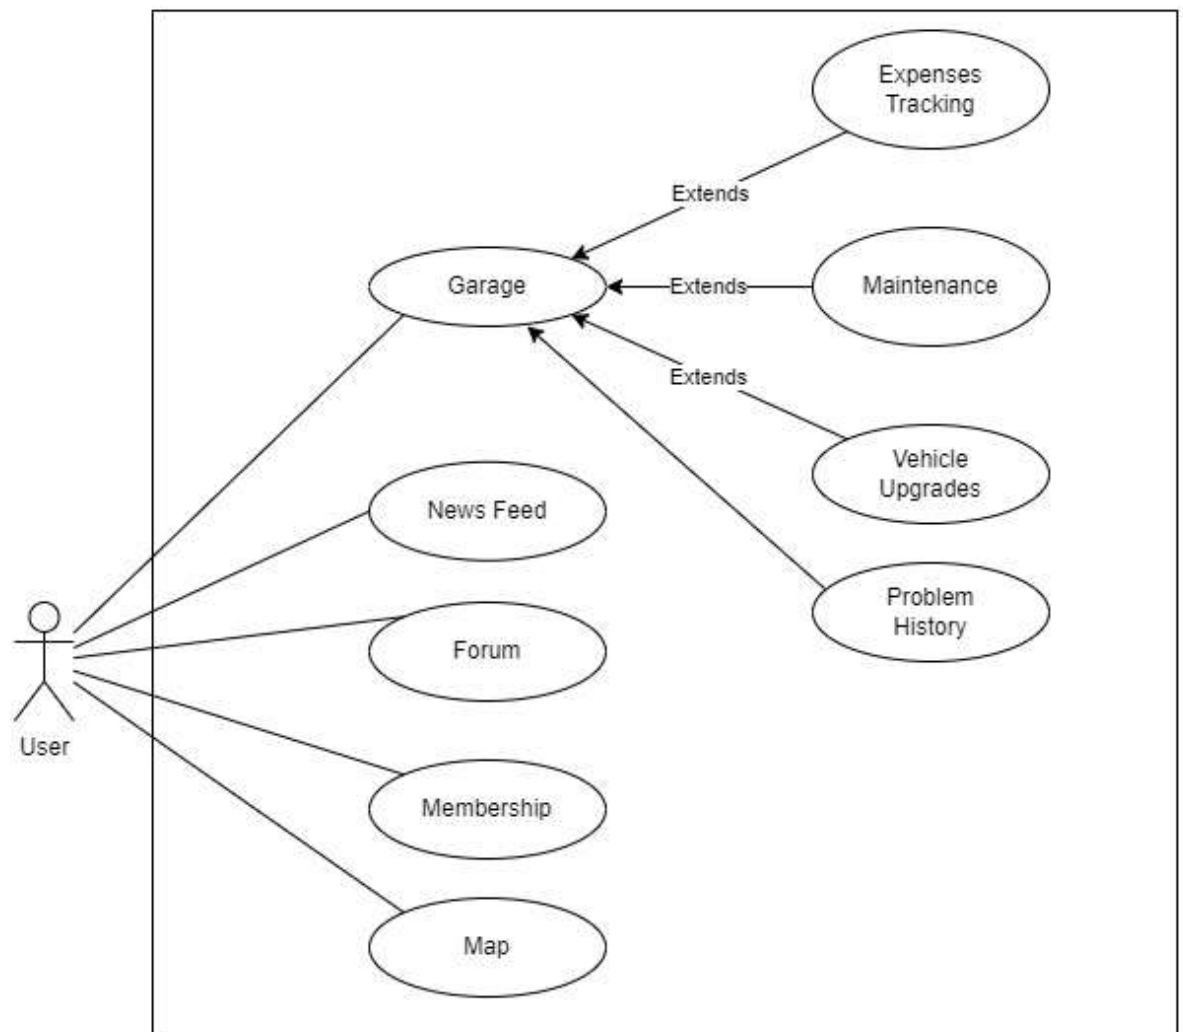 Expenses
Tracking
Extends
Garage
Extends
Maintenance
Extends
Vehicle
Upgrades
News Feed
Problem
History
Forum
User
Membership
Map